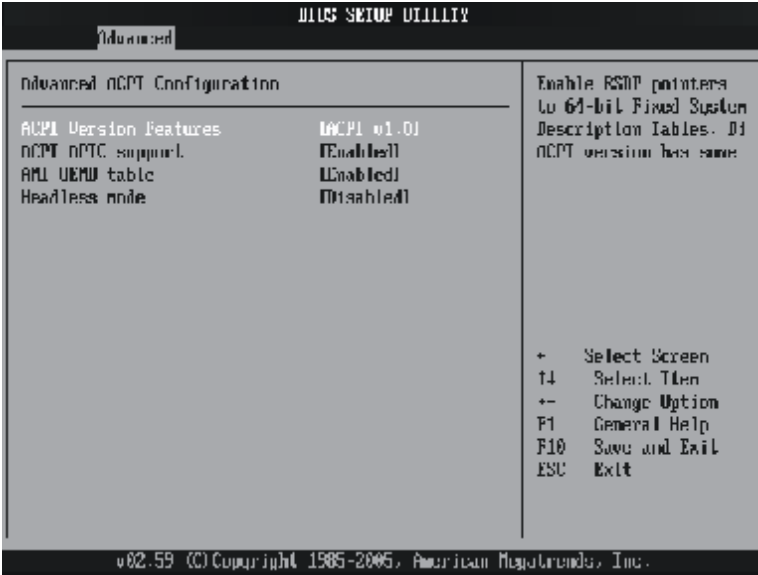 BIOS SETUP UTILITY
Advanced
Advanced ACPI Configuration
ACPI Version Features [ACPI v1.0]
ACPI APIC support [Enabled]
AMI OEMB table [Enabled]
Headless mode [Disabled]
Enable RSDP pointers
to 64-bit Fixed System
Description Tables. Di
ACPI version has some
← Select Screen
↑↓ Select Item
+- Change Option
F1 General Help
F10 Save and Exit
ESC Exit
v02.59 (C)Copyright 1985-2005, American Megatrends, Inc.